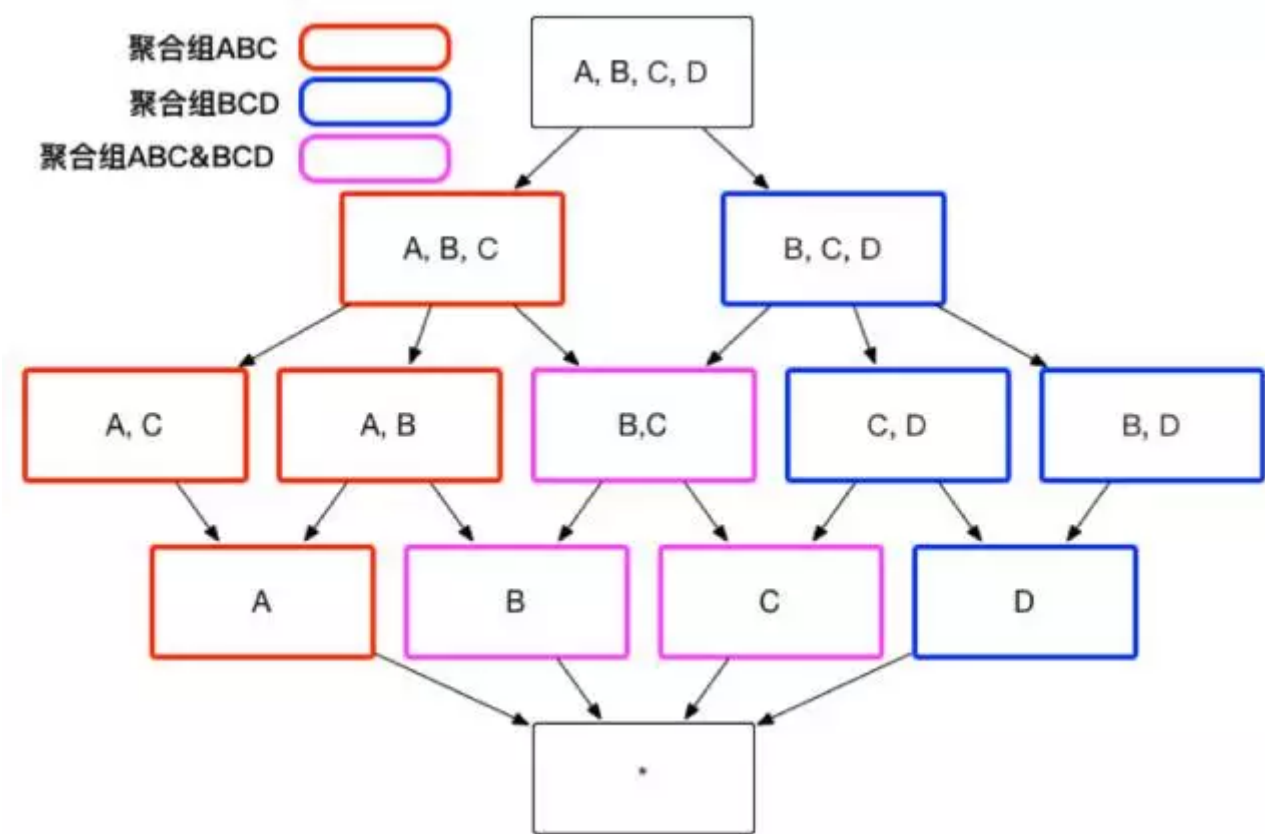 聚合组ABC
聚合组BCD
聚合组ABC&BCD
A, B, C, D
A, B, C
B, C, D
A, C
A, B
B,C
C, D
B, D
A
B
C
D
*